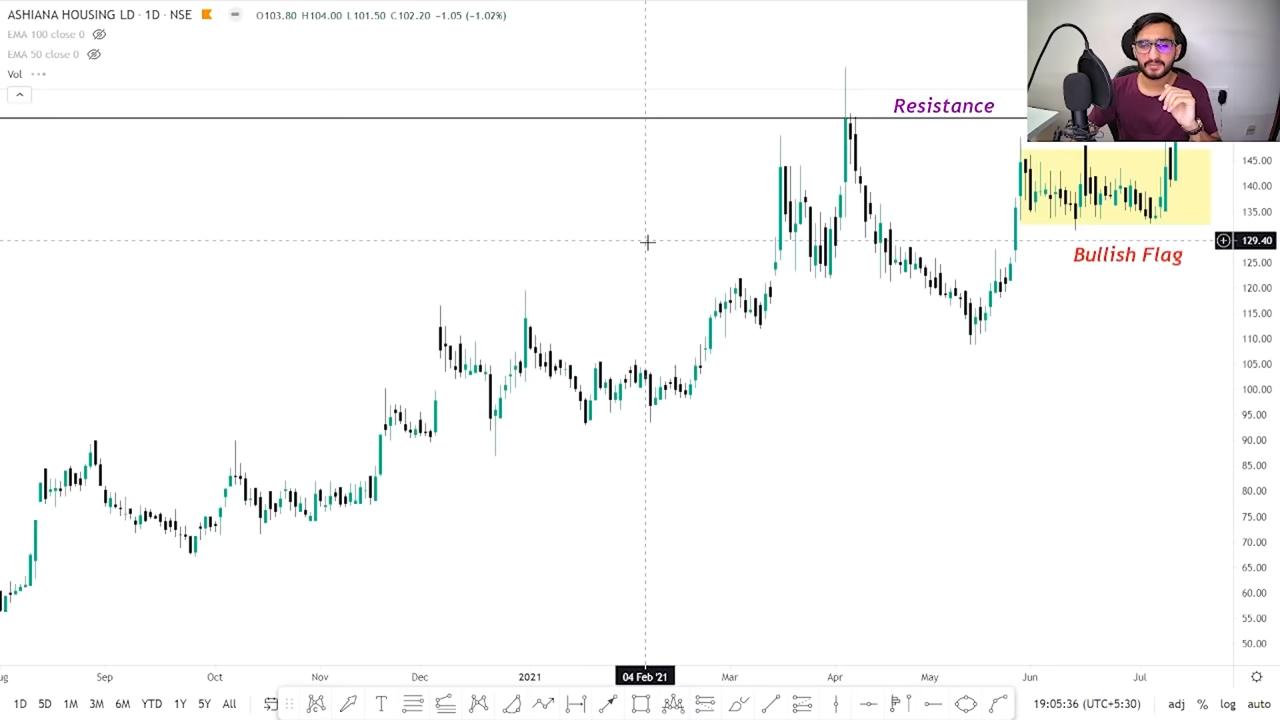 ASHIANA HOUSING LD · 1D · NSE O103.80 H104.00 L101.50 C102.20 −1.05 (−1.02%)
EMA 100 close 0
EMA 50 close 0
Vol
Resistance
Bullish Flag
145.00
140.00
135.00
129.40
125.00
120.00
115.00
110.00
105.00
100.00
95.00
90.00
85.00
80.00
75.00
70.00
65.00
60.00
55.00
50.00
ug Sep Oct Nov Dec 2021 04 Feb '21 Mar Apr May Jun Jul
1D 5D 1M 3M 6M YTD 1Y 5Y All 19:05:36 (UTC+5:30) adj % log auto